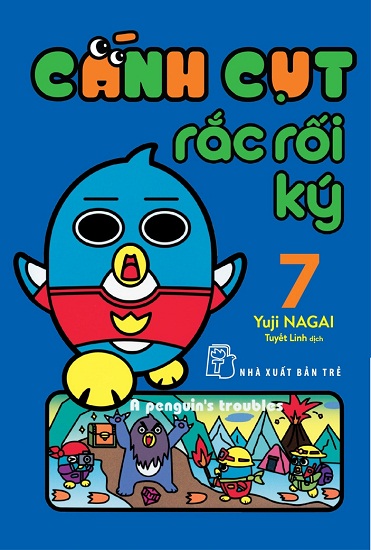 CÁNH CỤT
rắc rối
ký
7
Yuji NAGAI
Tuyết Linh dịch
NHÀ XUẤT BẢN TRẺ
A penguin's troubles